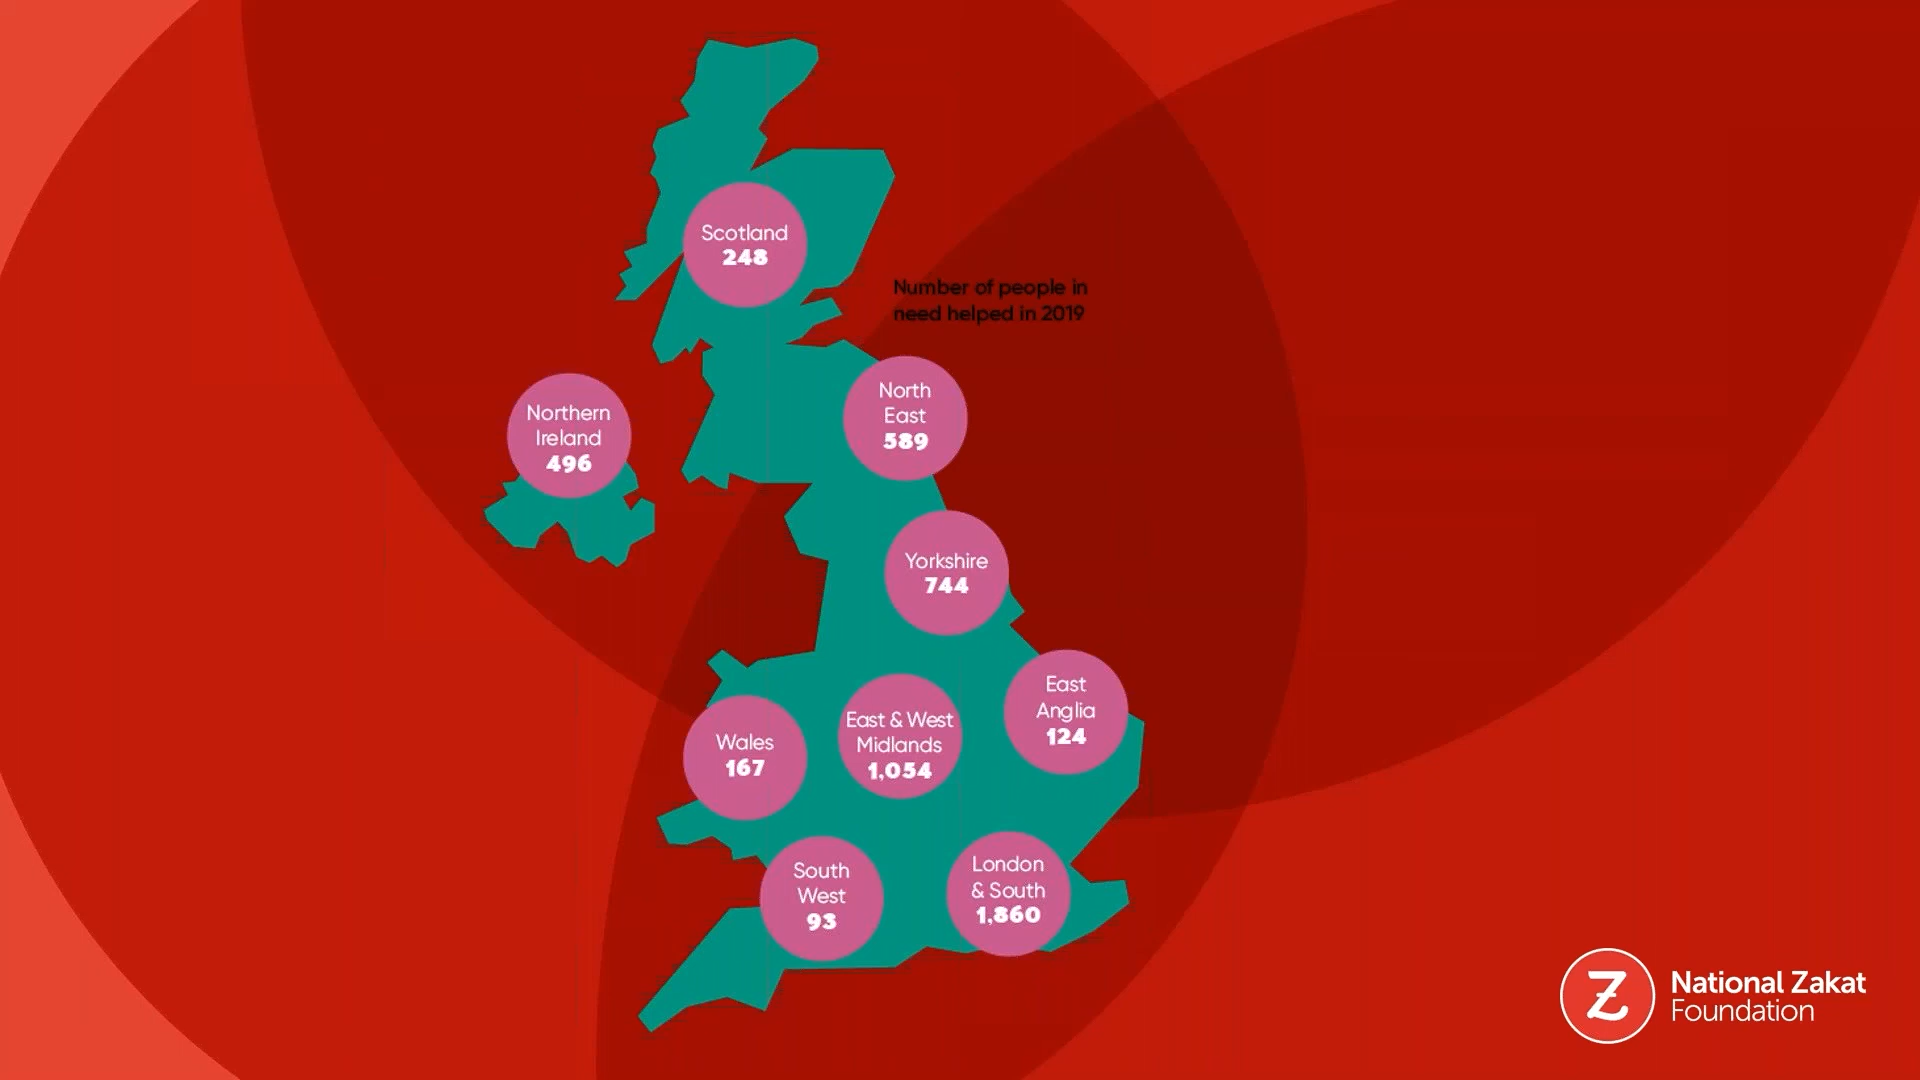 Scotland
248
Number of people in
need helped in 2019
North
East
589
Northern
Ireland
496
Yorkshire
744
East
Anglia
124
East & West
Midlands
1,054
Wales
167
South
West
93
London
& South
1,860
National Zakat
Foundation